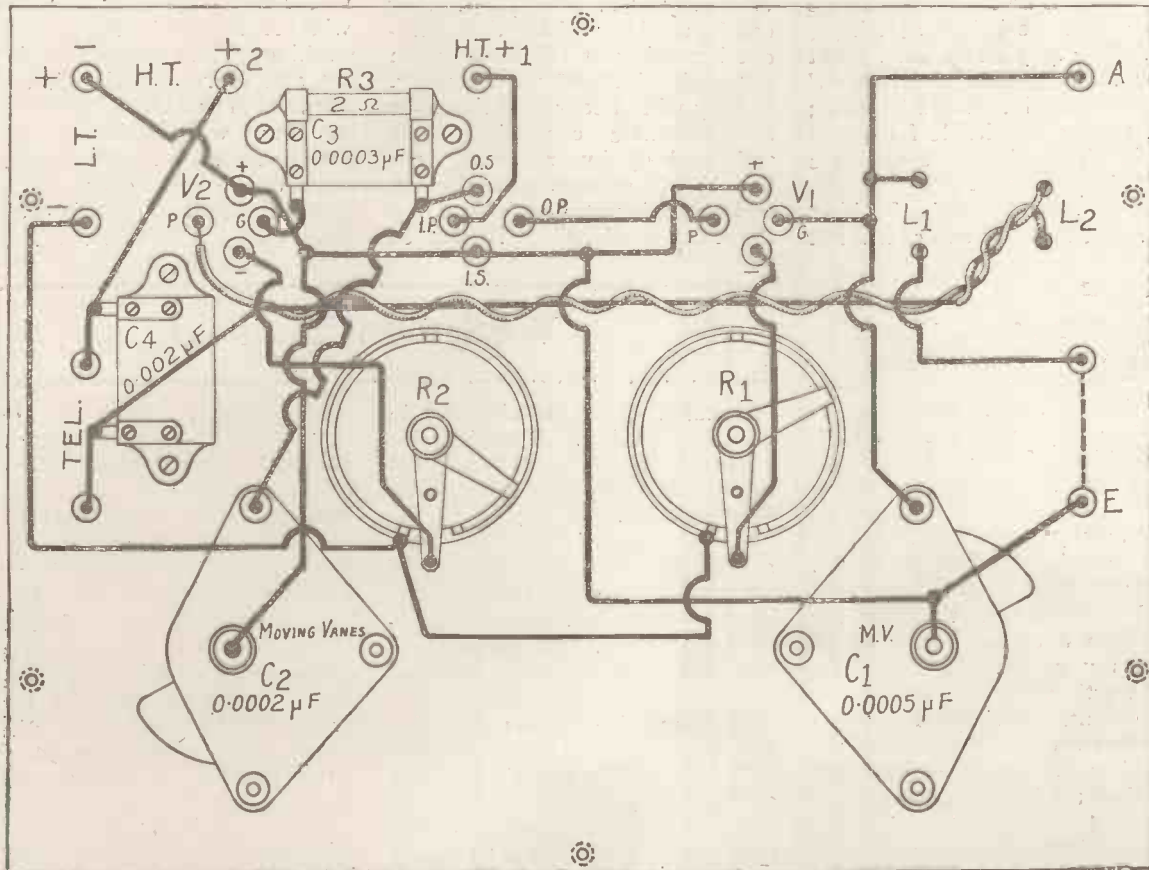 - +2 H.T.+1
+ H.T.
R3
2 Ω
C3
0.0003µF
A
L.T.
V2
+
O.S
+
V1
L1
L2
-
P
G
I.P.
O.P.
P
G.
-
I.S.
-
C4
0.002µF
R2
R1
TEL.
E
MOVING VANES
C2
0.0002µF
M.V.
C1
0.0005µF